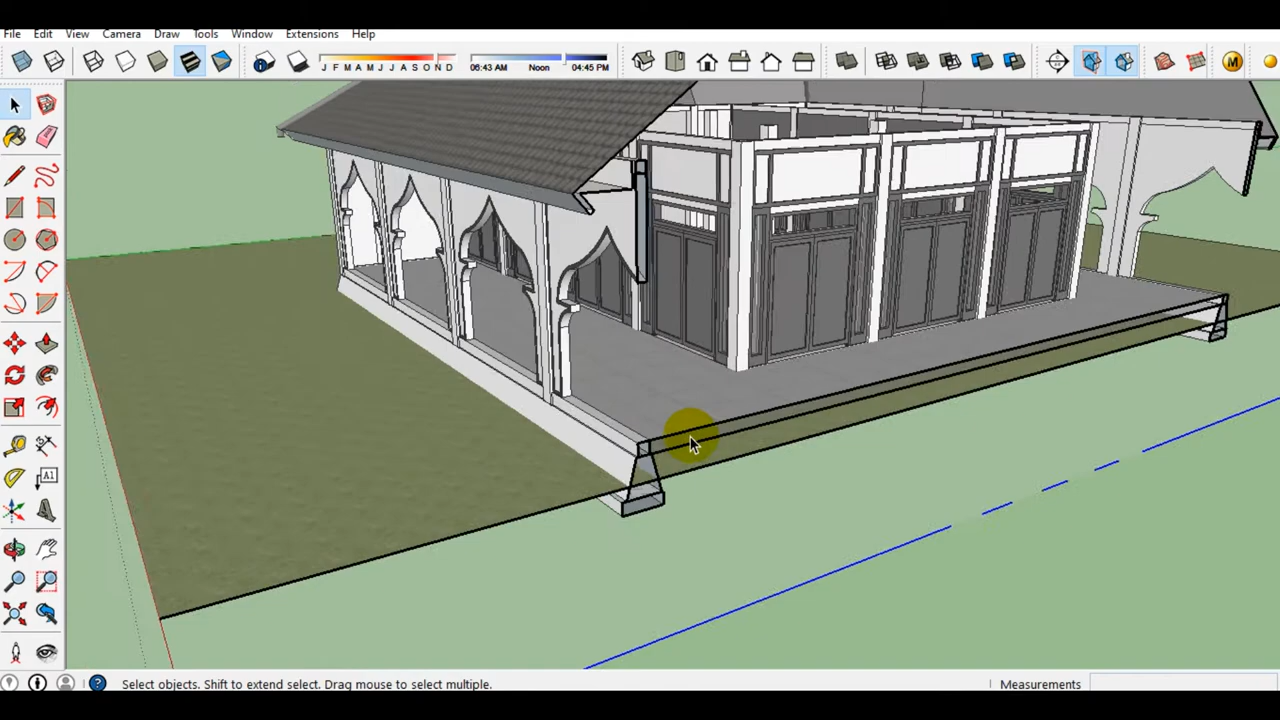 File Edit View Camera Draw Tools Window Extensions Help
J F M A M J J A S O N D 06:43 AM Noon 04:45 PM
M
A1
A
Select objects. Shift to extend select. Drag mouse to select multiple. Measurements